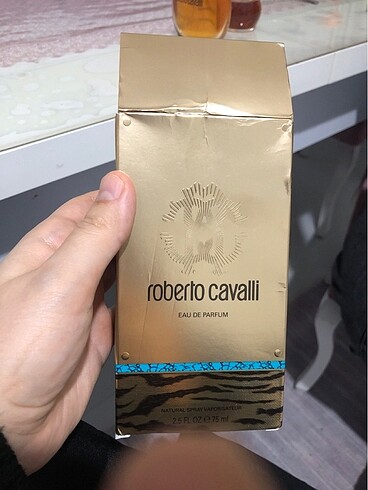 roberto cavalli
EAU DE PARFUM
NATURAL SPRAY VAPORISATEUR
2.5 FL OZ e 75 ml